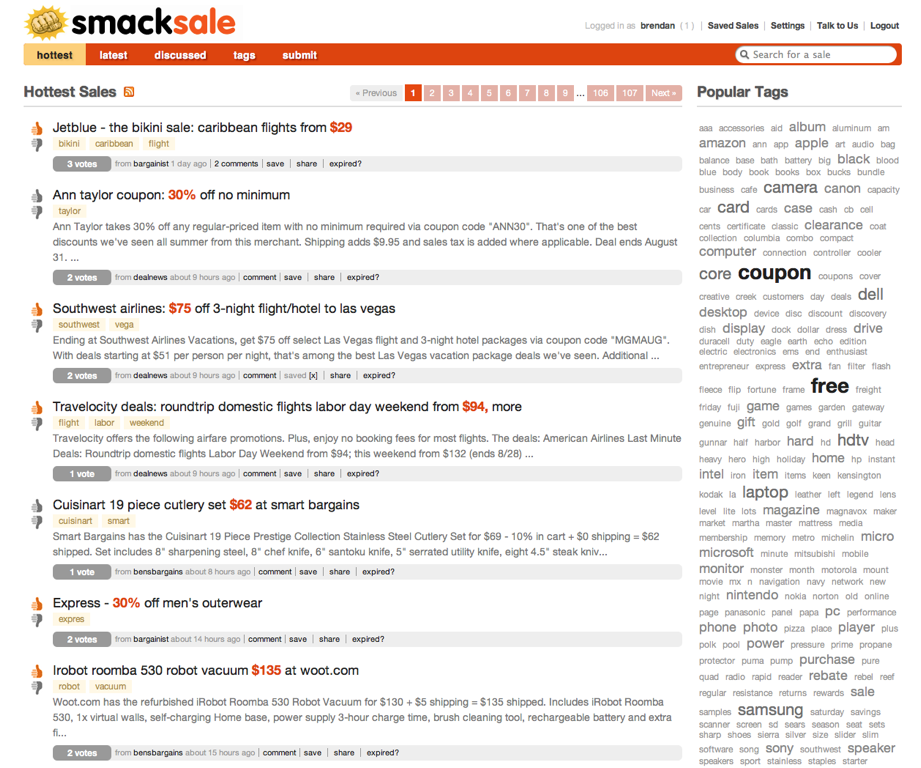 smacksale
Logged in as brendan ( 1 ) | Saved Sales | Settings | Talk to Us | Logout
hottest latest discussed tags submit
Search for a sale
Hottest Sales
« Previous 1 2 3 4 5 6 7 8 9 ... 106 107 Next »
Jetblue - the bikini sale: caribbean flights from $29
bikini caribbean flight
3 votes from bargainist 1 day ago | 2 comments | save | share | expired?
Ann taylor coupon: 30% off no minimum
taylor
Ann Taylor takes 30% off any regular-priced item with no minimum required via coupon code "ANN30". That's one of the best
discounts we've seen all summer from this merchant. Shipping adds $9.95 and sales tax is added where applicable. Deal ends August
31. ...
2 votes from dealnews about 9 hours ago | comment | save | share | expired?
Southwest airlines: $75 off 3-night flight/hotel to las vegas
southwest vega
Ending at Southwest Airlines Vacations, get $75 off select Las Vegas flight and 3-night hotel packages via coupon code "MGMAUG".
With deals starting at $51 per person per night, that's among the best Las Vegas vacation package deals we've seen. Additional ...
2 votes from dealnews about 9 hours ago | comment | saved [x] | share | expired?
Travelocity deals: roundtrip domestic flights labor day weekend from $94, more
flight labor weekend
Travelocity offers the following airfare promotions. Plus, enjoy no booking fees for most flights. The deals: American Airlines Last Minute
Deals: Roundtrip domestic flights Labor Day Weekend from $94; this weekend from $132 (ends 8/28) ...
1 vote from dealnews about 9 hours ago | comment | save | share | expired?
Cuisinart 19 piece cutlery set $62 at smart bargains
cuisinart smart
Smart Bargains has the Cuisinart 19 Piece Prestige Collection Stainless Steel Cutlery Set for $69 - 10% in cart + $0 shipping = $62
shipped. Set includes 8" sharpening steel, 8" chef knife, 6" santoku knife, 5" serrated utility knife, eight 4.5" steak kniv...
1 vote from bensbargains about 8 hours ago | comment | save | share | expired?
Express - 30% off men's outerwear
expres
2 votes from bargainist about 14 hours ago | comment | save | share | expired?
Irobot roomba 530 robot vacuum $135 at woot.com
robot vacuum
Woot.com has the refurbished iRobot Roomba 530 Robot Vacuum for $130 + $5 shipping = $135 shipped. Includes iRobot Roomba
530, 1x virtual walls, self-charging Home base, power supply 3-hour charge time, brush cleaning tool, rechargeable battery and extra
fi...
2 votes from bensbargains about 15 hours ago | comment | save | share | expired?
Popular Tags
aaa accessories aid album aluminum am
amazon ann app apple art audio bag
balance base bath battery big black blood
blue body book books box bucks bundle
business cafe camera canon capacity
car card cards case cash cb cell
cents certificate classic clearance coat
collection columbia combo compact
computer connection controller cooler
core coupon coupons cover
creative creek customers day deals dell
desktop device disc discount discovery
dish display dock dollar dress drive
duracell duty eagle earth echo edition
electric electronics ems end enthusiast
entrepreneur express extra fan filter flash
fleece flip fortune frame free freight
friday fuji game games garden gateway
genuine gift gold golf grand grill guitar
gunnar half harbor hard hd hdtv head
heavy hero high holiday home hp instant
intel iron item items keen kensington
kodak la laptop leather left legend lens
level lite lots magazine magnavox maker
market martha master mattress media
membership memory metro michelin micro
microsoft minute mitsubishi mobile
monitor monster month motorola mount
movie mx n navigation navy network new
night nintendo nokia norton old online
page panasonic panel papa pc performance
phone photo pizza place player plus
polk pool power pressure prime propane
protector puma pump purchase pure
quad radio rapid reader rebate rebel reef
regular resistance returns rewards sale
samples samsung saturday savings
scanner screen sd sears season seat sets
sharp shoes sierra silver size slider slim
software song sony southwest speaker
speakers sport stainless staples starter